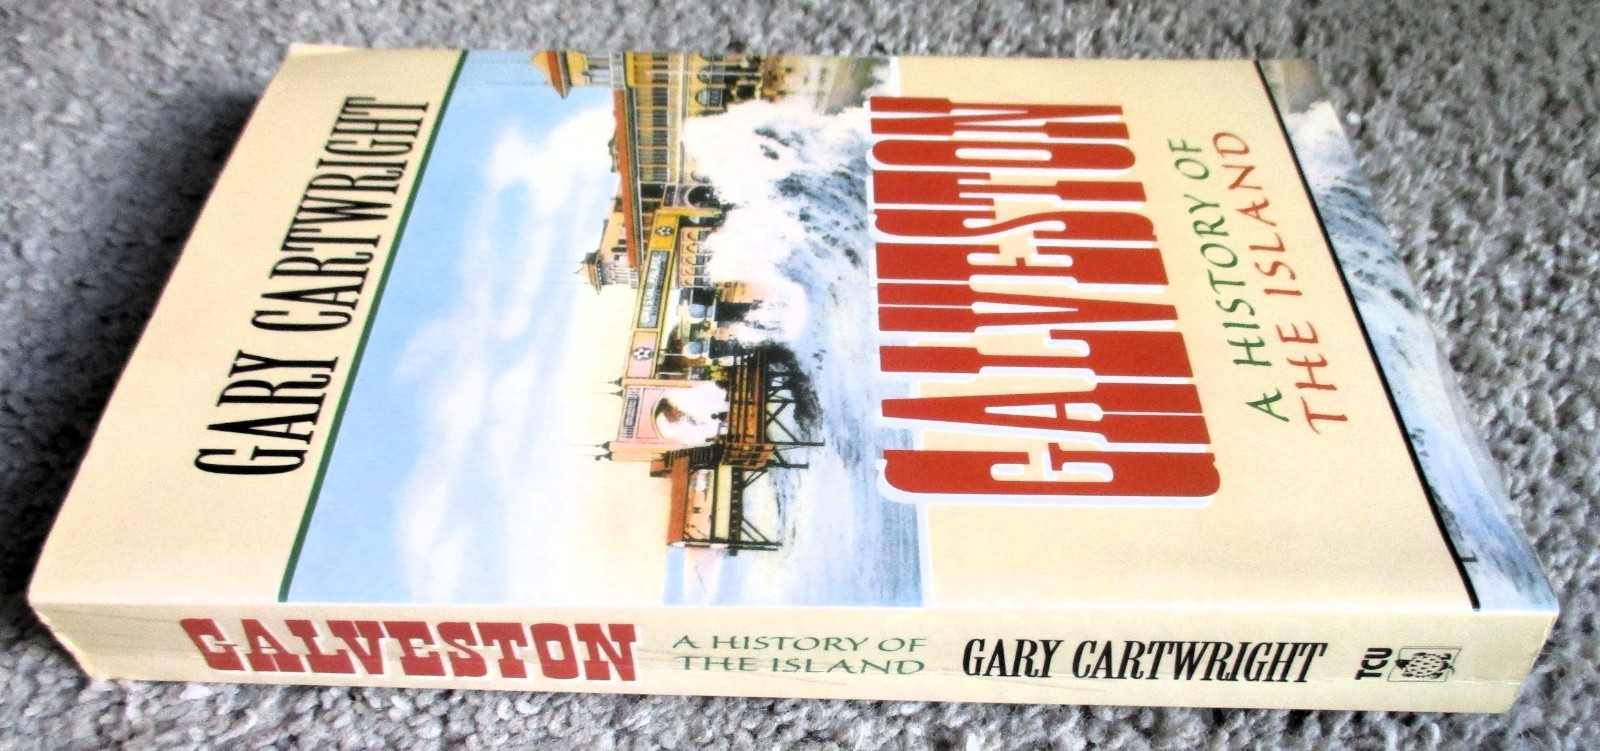 GARY CARTWRIGHT
GALVESTON
A HISTORY OF
THE ISLAND
GALVESTON
A HISTORY OF
THE ISLAND
GARY CARTWRIGHT
TCU